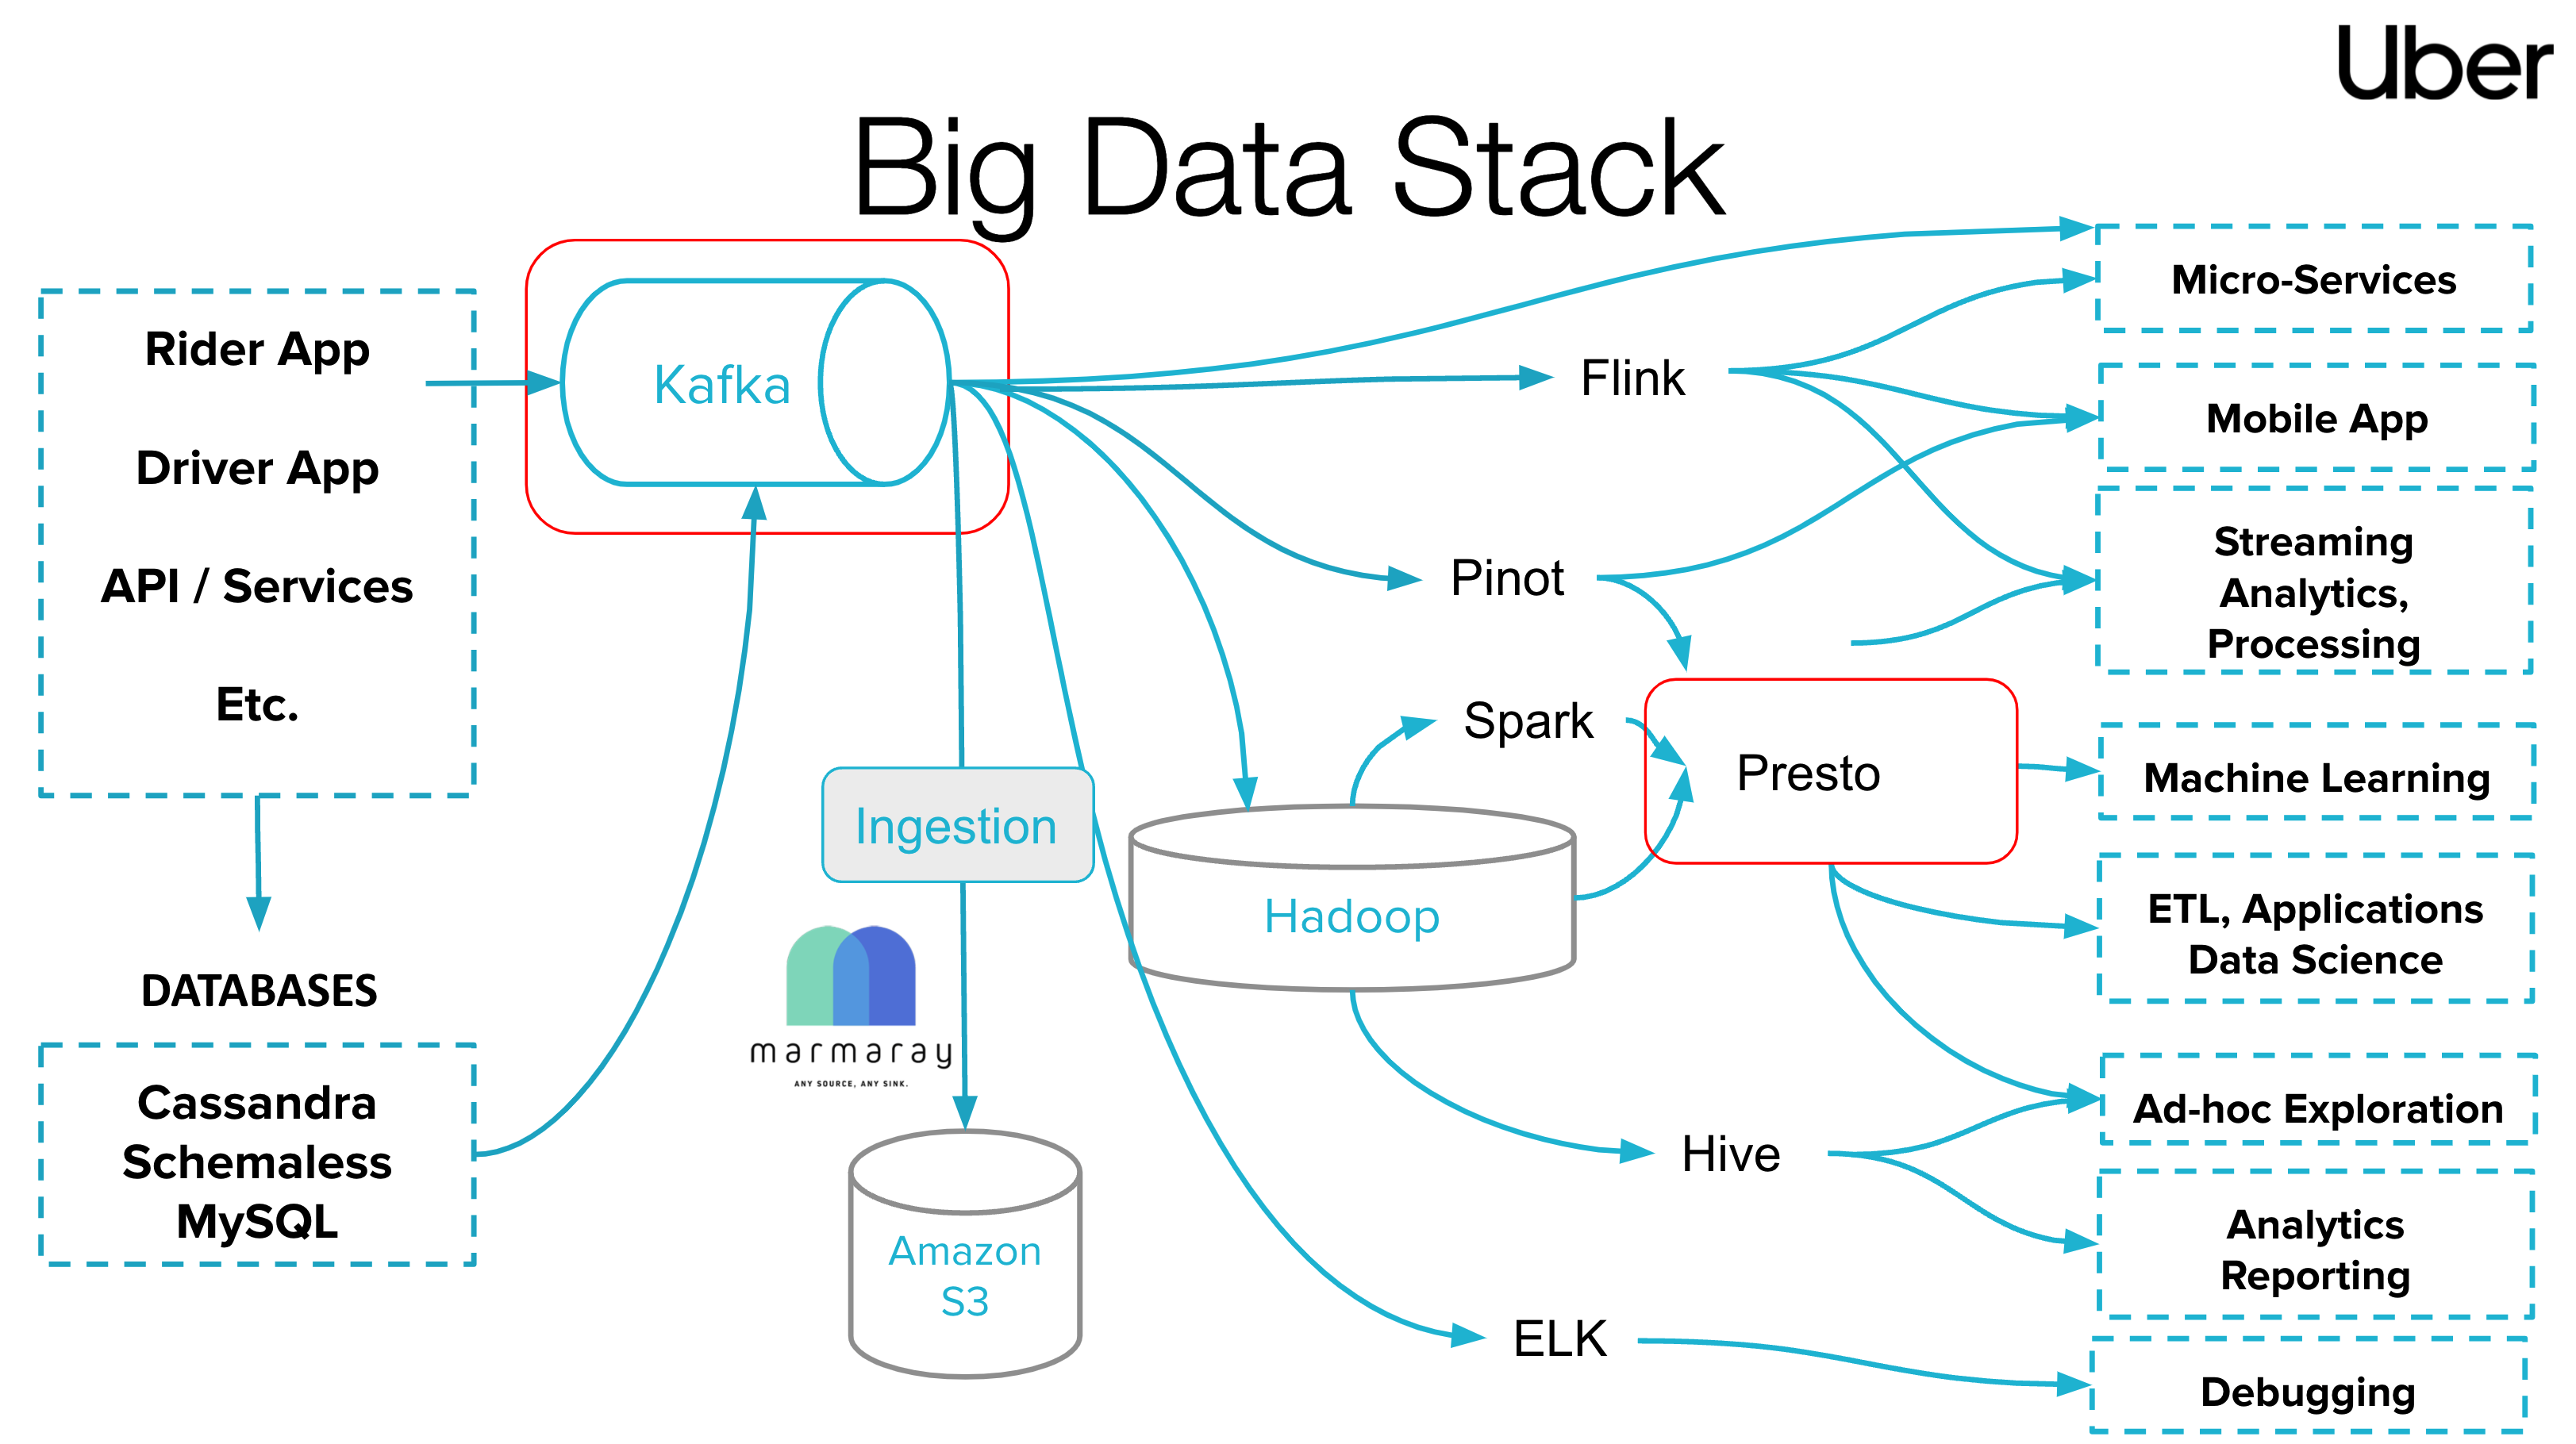 Uber
Big Data Stack
Rider App
Driver App
API / Services
Etc.
DATABASES
Cassandra
Schemaless
MySQL
Kafka
Ingestion
marmaray
ANY SOURCE, ANY SINK.
Amazon
S3
Hadoop
Flink
Pinot
Spark
Presto
Hive
ELK
Micro-Services
Mobile App
Streaming
Analytics,
Processing
Machine Learning
ETL, Applications
Data Science
Ad-hoc Exploration
Analytics
Reporting
Debugging